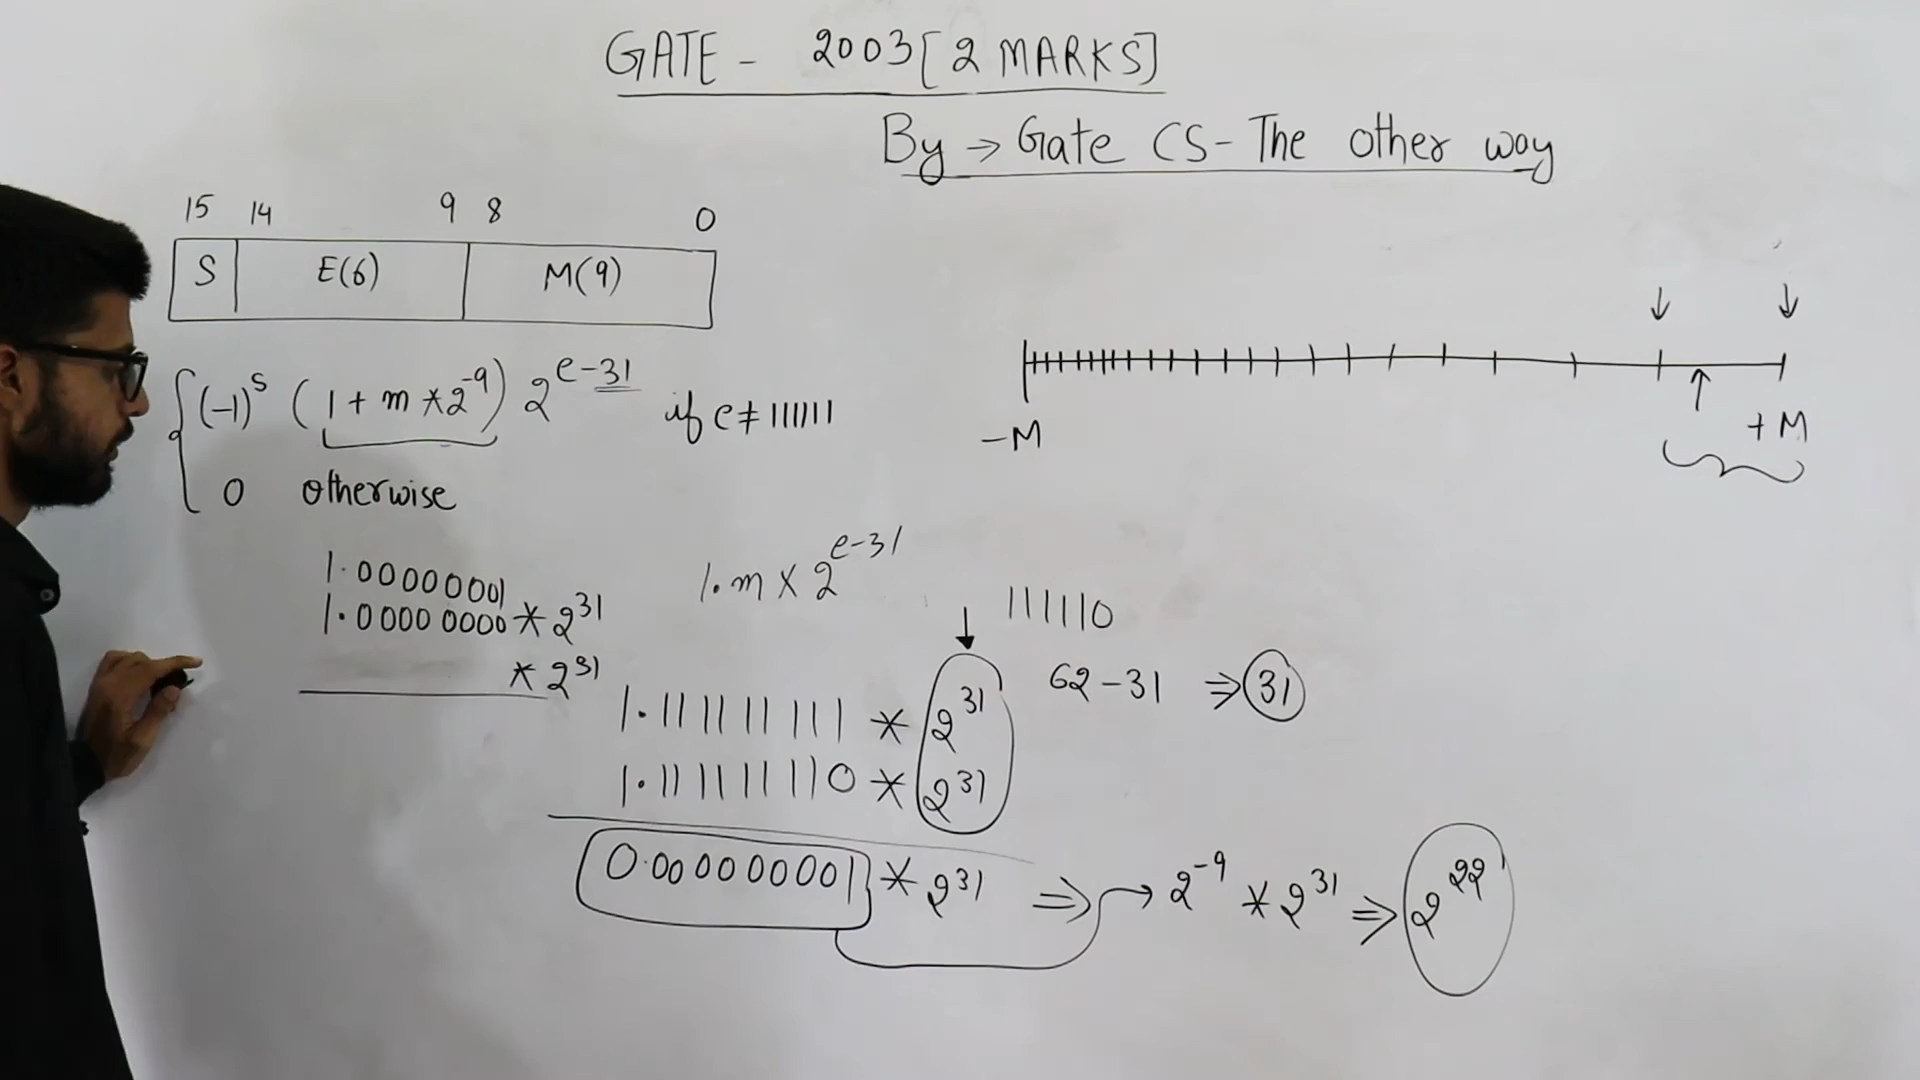 GATE - 2003 [2 MARKS]
By → Gate CS - The other way
15 14 9 8 0
S E(6) M(9)
(-1)^s (1 + m * 2^-9) 2^e-31 if e ≠ 111111
0 otherwise
-M +M
1.00000001
1.00000000 * 2^31
* 2^31
1.m × 2^e-31
111110
62 - 31 ⇒ 31
1.111111111 * 2^31
1.111111110 * 2^31
0.000000001 * 2^31 ⇒ → 2^-9 * 2^31 ⇒ 2^22